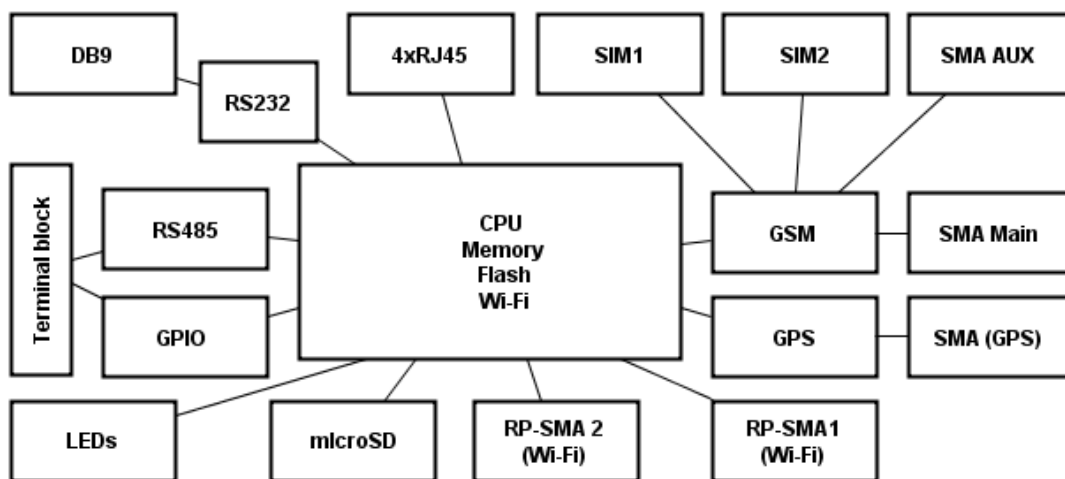 DB9
4xRJ45
SIM1
SIM2
SMA AUX
RS232
Terminal block
RS485
CPU
Memory
Flash
Wi-Fi
GSM
SMA Main
GPIO
GPS
SMA (GPS)
LEDs
mIcroSD
RP-SMA 2
(Wi-Fi)
RP-SMA1
(Wi-Fi)